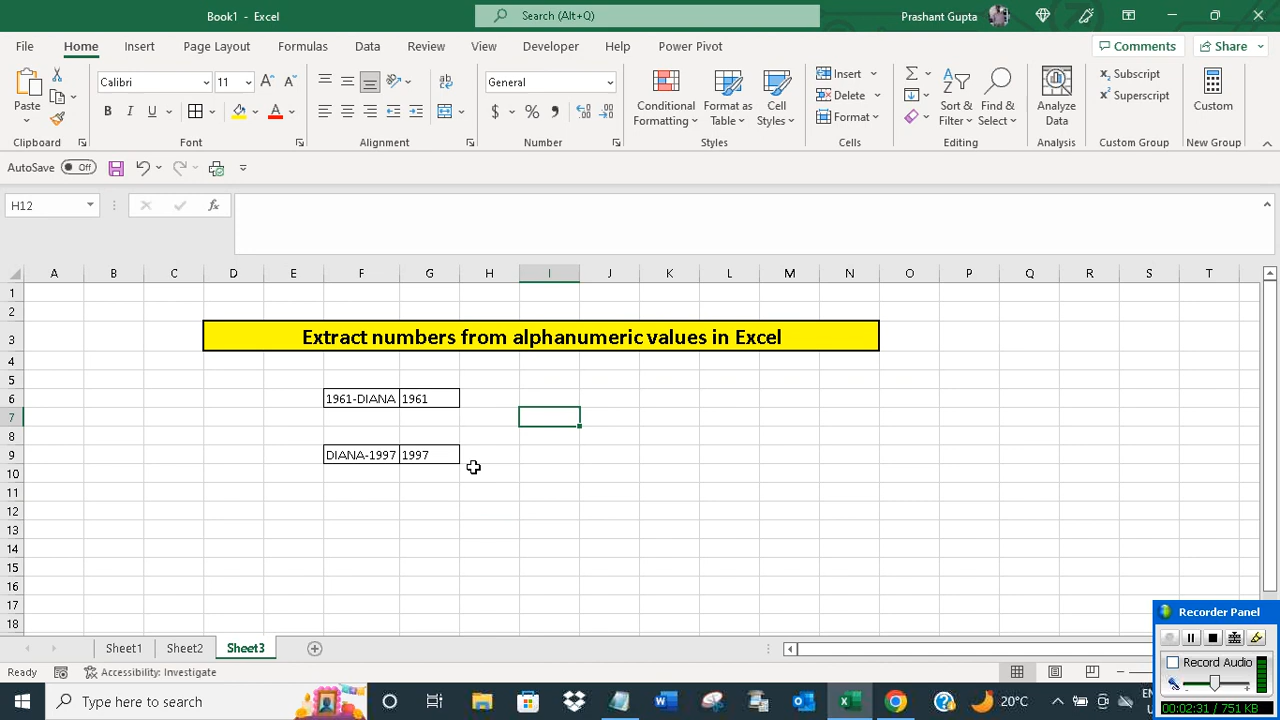 Book1 - Excel
Search (Alt+Q)
Prashant Gupta
File Home Insert Page Layout Formulas Data Review View Developer Help Power Pivot
Comments Share
Paste
Clipboard
Calibri 11
B I U
Font
Alignment
General
$ % ,
Number
Conditional Formatting
Format as Table
Cell Styles
Styles
Insert
Delete
Format
Cells
Sort & Filter
Find & Select
Editing
Analyze Data
Analysis
Subscript
Superscript
Custom Group
Custom
New Group
AutoSave Off
H12
A B C D E F G H I J K L M N O P Q R S T
1
2
3 Extract numbers from alphanumeric values in Excel
4
5
6 1961-DIANA 1961
7
8
9 DIANA-1997 1997
10
11
12
13
14
15
16
17
18
Sheet1 Sheet2 Sheet3
Ready Accessibility: Investigate
Recorder Panel
Record Audio
00:02:31 / 751 KB
Type here to search
20°C